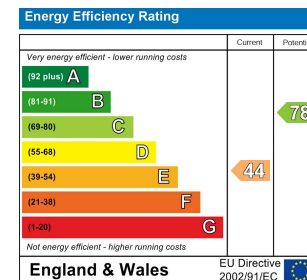 Energy Efficiency Rating
Current Potenti
Very energy efficient - lower running costs
(92 plus) A
(81-91) B
78
(69-80) C
(55-68) D
(39-54) E
44
(21-38) F
(1-20) G
Not energy efficient - higher running costs
England & Wales
EU Directive
2002/91/EC